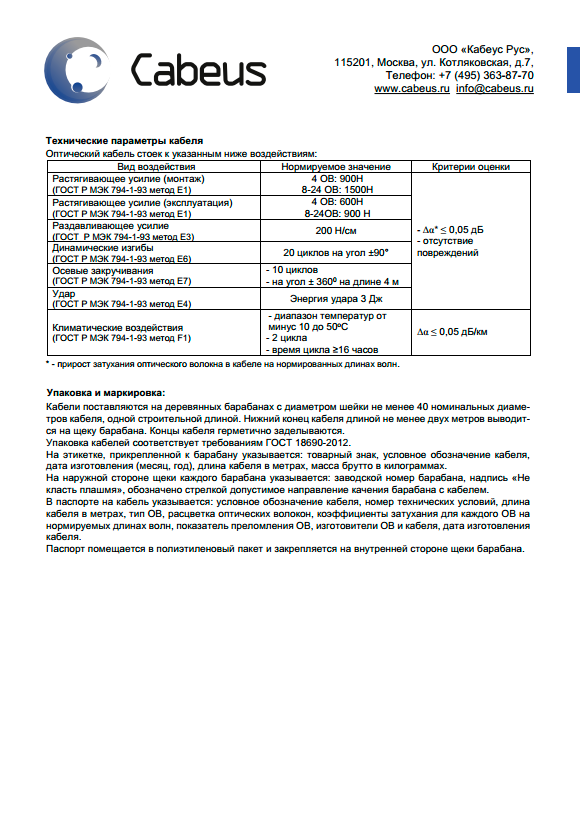 Cabeus
ООО «Кабеус Рус»,
115201, Москва, ул. Котляковская, д.7,
Телефон: +7 (495) 363-87-70
www.cabeus.ru info@cabeus.ru
Технические параметры кабеля
Оптический кабель стоек к указанным ниже воздействиям:
Вид воздействия Нормируемое значение Критерии оценки
Растягивающее усилие (монтаж)
(ГОСТ Р МЭК 794-1-93 метод Е1)
4 ОВ: 900Н
8-24 ОВ: 1500Н
Растягивающее усилие (эксплуатация)
(ГОСТ Р МЭК 794-1-93 метод Е1)
4 ОВ: 600Н
8-24ОВ: 900 Н
Раздавливающее усилие
(ГОСТ Р МЭК 794-1-93 метод Е3)
200 Н/см
Динамические изгибы
(ГОСТ Р МЭК 794-1-93 метод Е6)
20 циклов на угол ±90°
Осевые закручивания
(ГОСТ Р МЭК 794-1-93 метод Е7)
- 10 циклов
- на угол ± 360⁰ на длине 4 м
Удар
(ГОСТ Р МЭК 794-1-93 метод Е4)
Энергия удара 3 Дж
- Δα* ≤ 0,05 дБ
- отсутствие
повреждений
Климатические воздействия
(ГОСТ Р МЭК 794-1-93 метод F1)
- диапазон температур от
минус 10 до 50ºС
- 2 цикла
- время цикла ≥16 часов
Δα ≤ 0,05 дБ/км
* - прирост затухания оптического волокна в кабеле на нормированных длинах волн.
Упаковка и маркировка:
Кабели поставляются на деревянных барабанах с диаметром шейки не менее 40 номинальных диаме-
тров кабеля, одной строительной длиной. Нижний конец кабеля длиной не менее двух метров выводит-
ся на щеку барабана. Концы кабеля герметично заделываются.
Упаковка кабелей соответствует требованиям ГОСТ 18690-2012.
На этикетке, прикрепленной к барабану указывается: товарный знак, условное обозначение кабеля,
дата изготовления (месяц, год), длина кабеля в метрах, масса брутто в килограммах.
На наружной стороне щеки каждого барабана указывается: заводской номер барабана, надпись «Не
класть плашмя», обозначено стрелкой допустимое направление качения барабана с кабелем.
В паспорте на кабель указывается: условное обозначение кабеля, номер технических условий, длина
кабеля в метрах, тип ОВ, расцветка оптических волокон, коэффициенты затухания для каждого ОВ на
нормируемых длинах волн, показатель преломления ОВ, изготовители ОВ и кабеля, дата изготовления
кабеля.
Паспорт помещается в полиэтиленовый пакет и закрепляется на внутренней стороне щеки барабана.